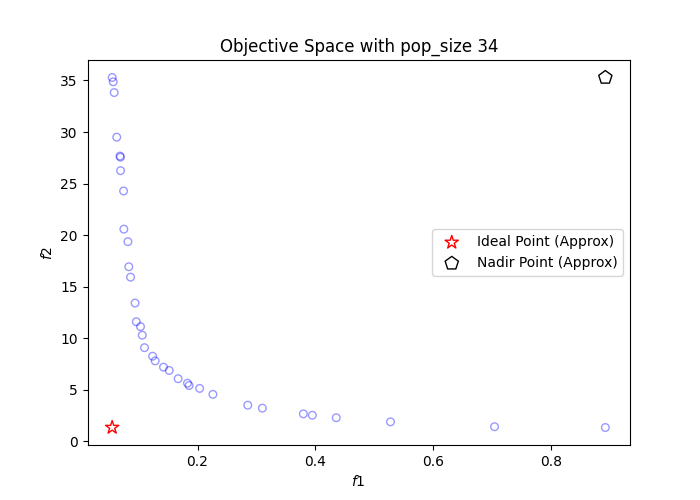 Objective Space with pop_size 34
35
30
25
20
15
10
5
0
f2
Ideal Point (Approx)
Nadir Point (Approx)
0.2
0.4
0.6
0.8
f1